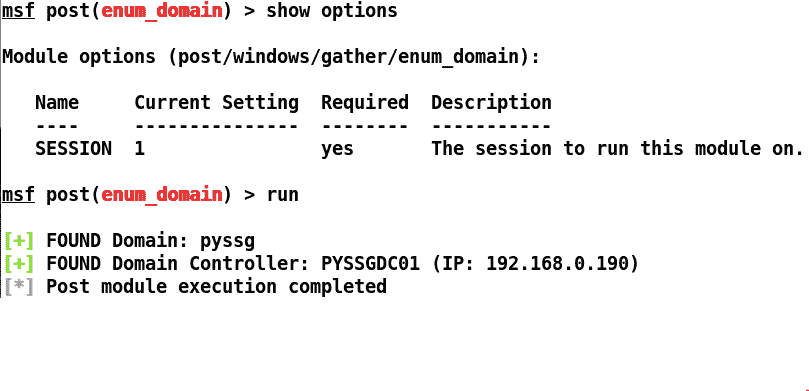 msf post(enum_domain) > show options
Module options (post/windows/gather/enum_domain):
Name Current Setting Required Description
---- --------------- -------- -----------
SESSION 1 yes The session to run this module on.
msf post(enum_domain) > run
[+] FOUND Domain: pyssg
[+] FOUND Domain Controller: PYSSGDC01 (IP: 192.168.0.190)
[*] Post module execution completed